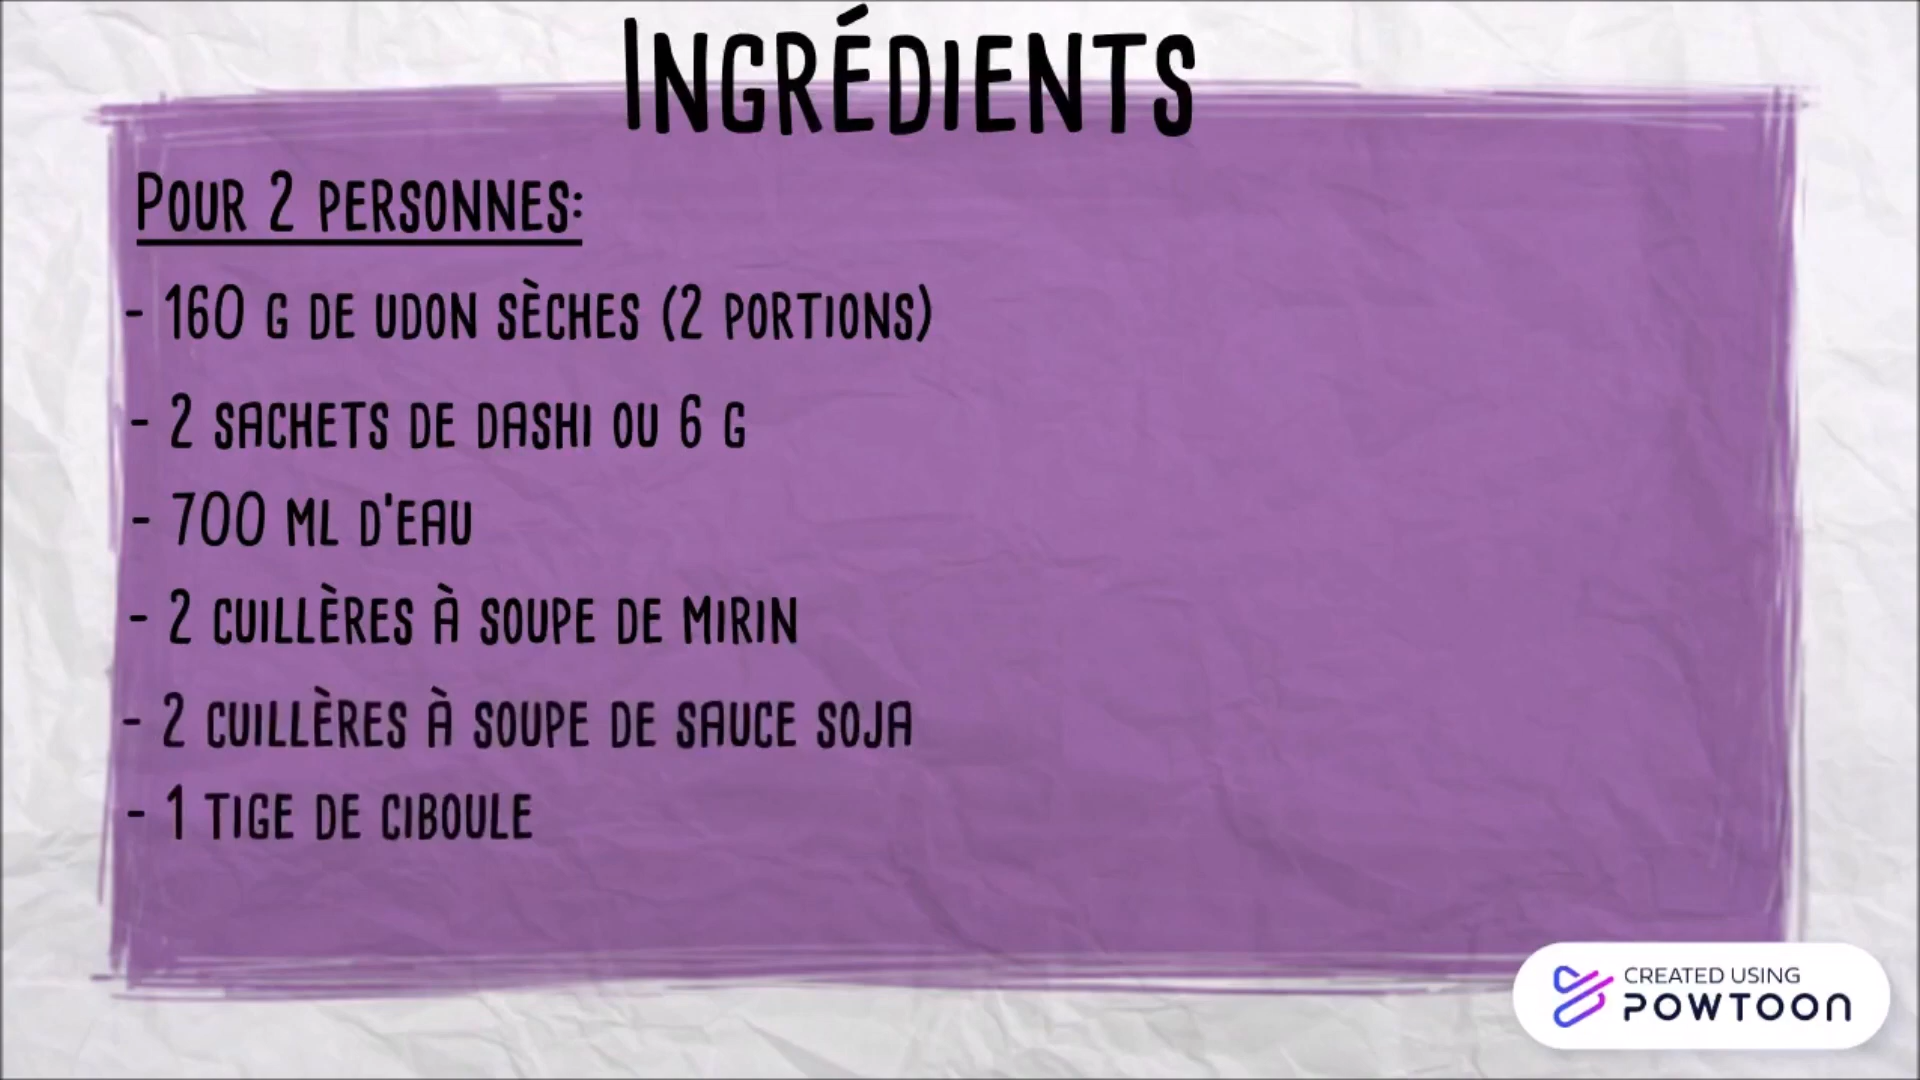 Ingrédients
Pour 2 personnes:
- 160 g de udon sèches (2 portions)
- 2 sachets de dashi ou 6 g
- 700 ml d'eau
- 2 cuillères à soupe de mirin
- 2 cuillères à soupe de sauce soja
- 1 tige de ciboule
CREATED USING
POWTOON